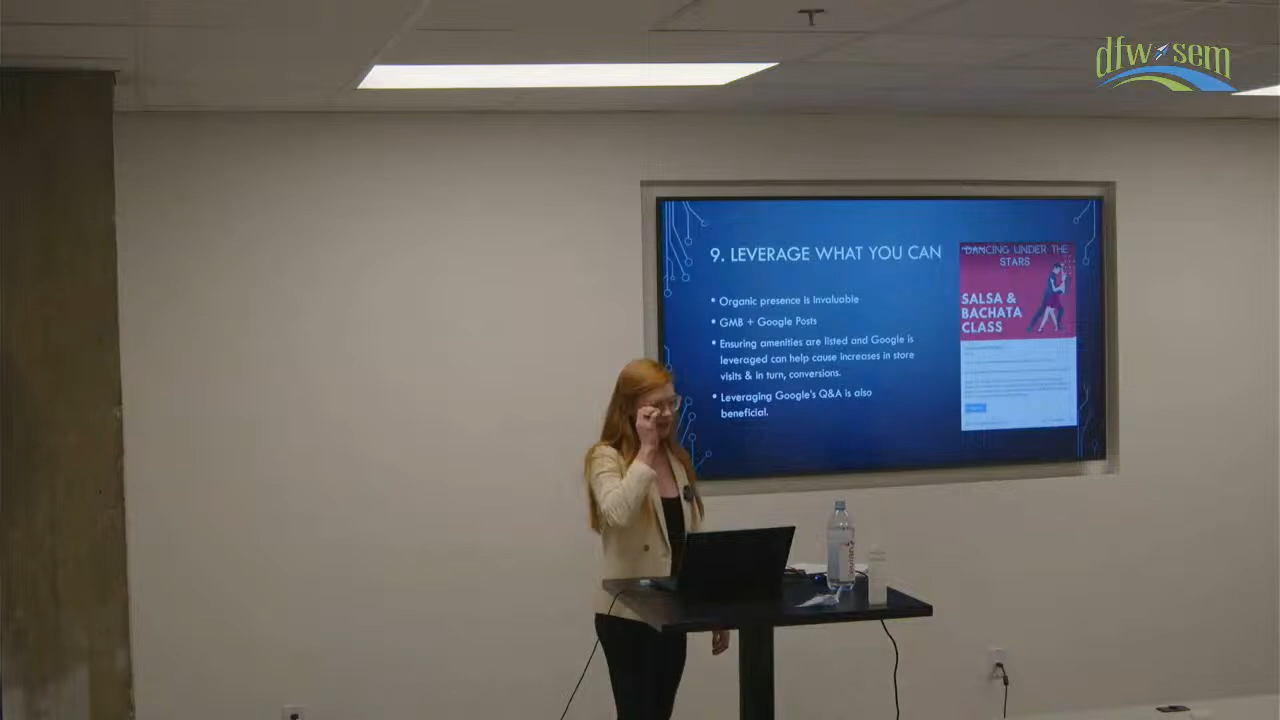 dfw sem
9. LEVERAGE WHAT YOU CAN
• Organic presence is invaluable
• GMB + Google Posts
• Ensuring amenities are listed and Google is
leveraged can help cause increases in store
visits & in turn, conversions.
• Leveraging Google's Q&A is also
beneficial.
DANCING UNDER THE
STARS
SALSA &
BACHATA
CLASS